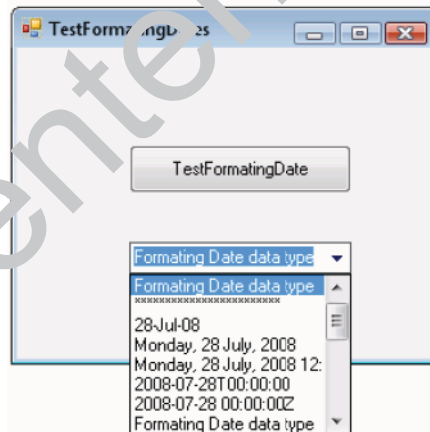 TestFormatingDates
TestFormatingDate
Formating Date data type
Formating Date data type
************************
28-Jul-08
Monday, 28 July, 2008
Monday, 28 July, 2008 12:
2008-07-28T00:00:00
2008-07-28 00:00:00Z
Formating Date data type